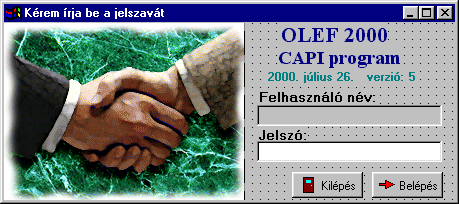 Kérem írja be a jelszavát
OLEF 2000
CAPI program
2000. július 26. verzió: 5
Felhasználó név:
Jelszó:
Kilépés
Belépés